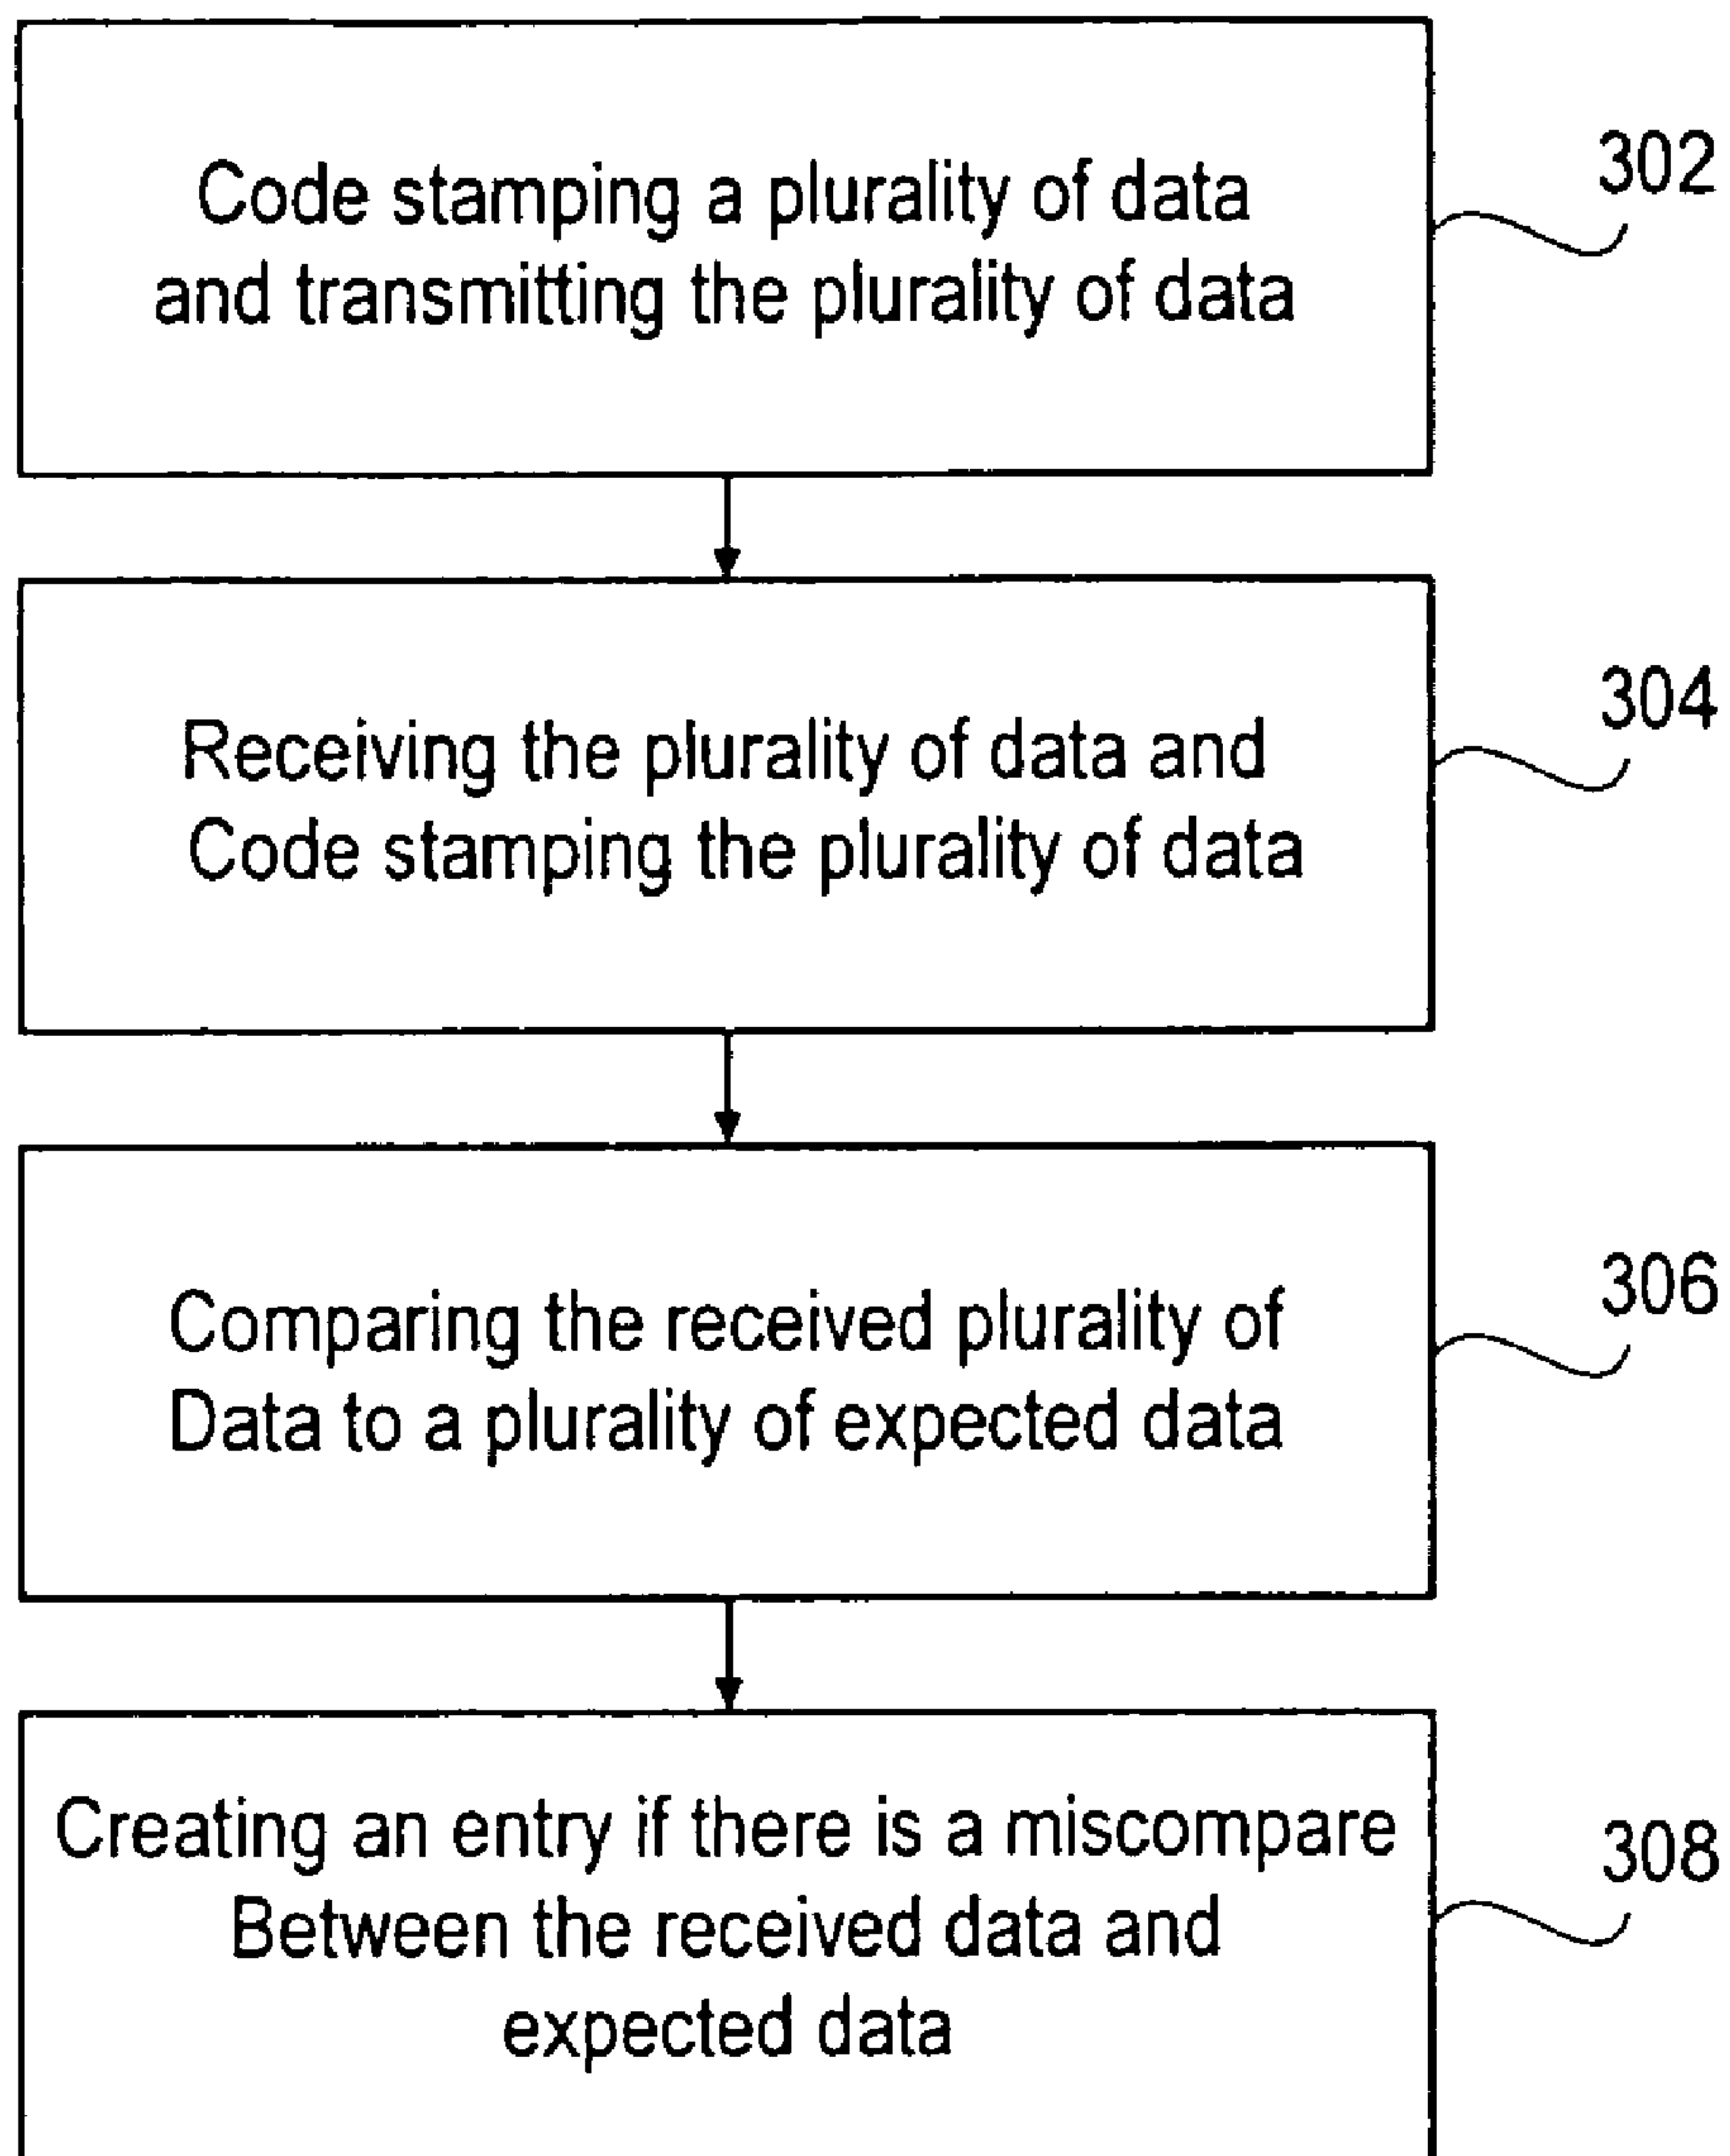 Code stamping a plurality of data
and transmitting the plurality of data
302
Receiving the plurality of data and
Code stamping the plurality of data
304
Comparing the received plurality of
Data to a plurality of expected data
306
Creating an entry if there is a miscompare
Between the received data and
expected data
308